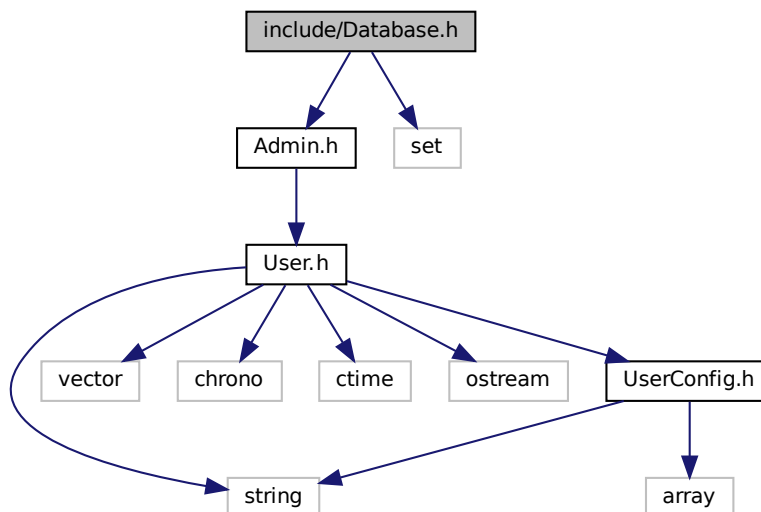 include/Database.h
Admin.h
set
User.h
vector
chrono
ctime
ostream
UserConfig.h
string
array